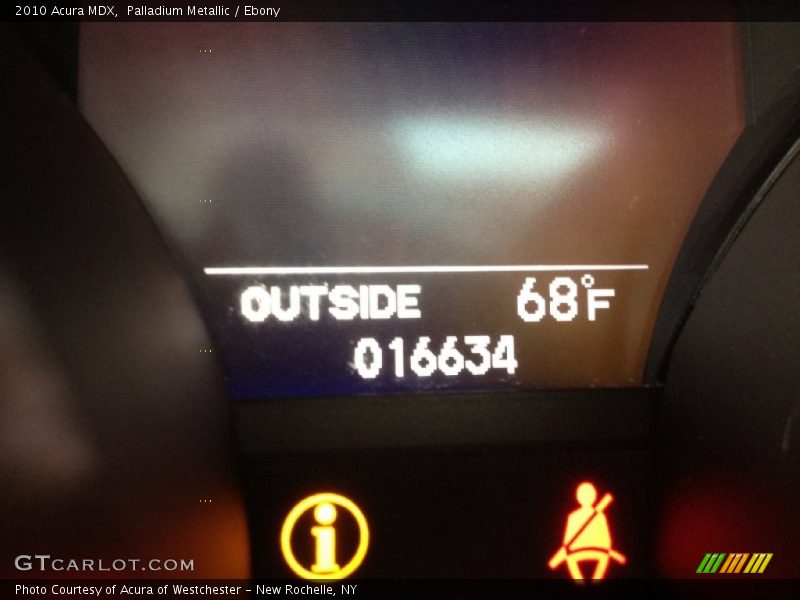 2010 Acura MDX, Palladium Metallic / Ebony
OUTSIDE 68°F
016634
GTCARLOT.COM
Photo Courtesy of Acura of Westchester - New Rochelle, NY